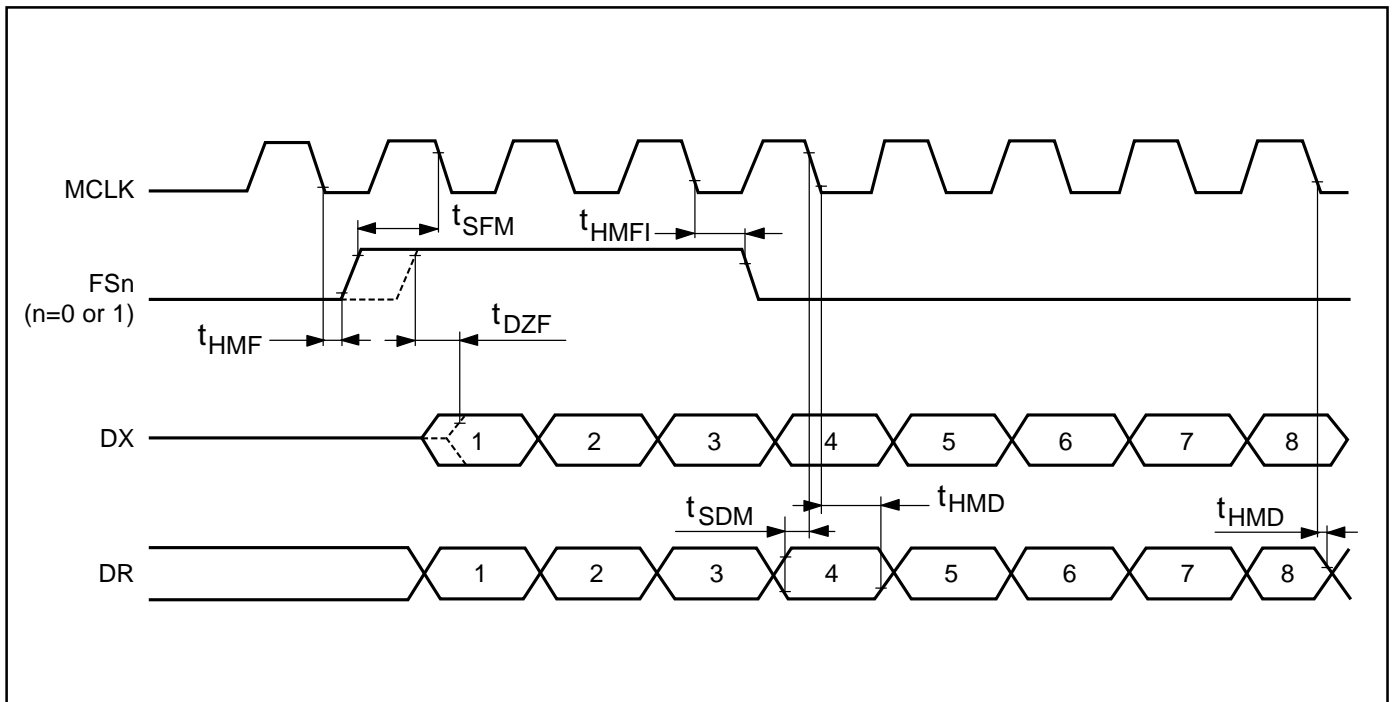 MCLK
tSFM
tHMFI
FSn
(n=0 or 1)
tHMF
tDZF
DX
1 2 3 4 5 6 7 8
tSDM
tHMD
tHMD
DR
1 2 3 4 5 6 7 8